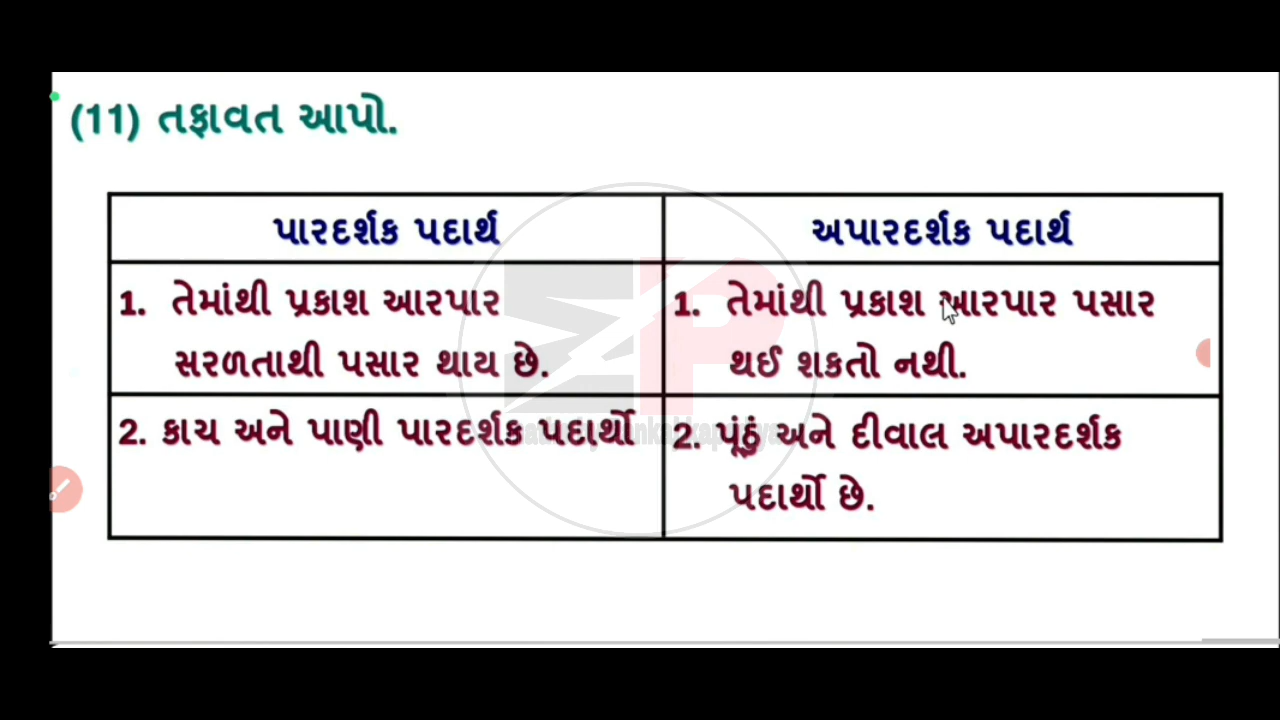 (11) તફાવત આપો.
પારદર્શક પદાર્થ
અપારદર્શક પદાર્થ
1. તેમાંથી પ્રકાશ આરપાર
સરળતાથી પસાર થાય છે.
1. તેમાંથી પ્રકાશ આરપાર પસાર
થઈ શકતો નથી.
2. કાચ અને પાણી પારદર્શક પદાર્થો
2. પૂંઠું અને દીવાલ અપારદર્શક
પદાર્થો છે.